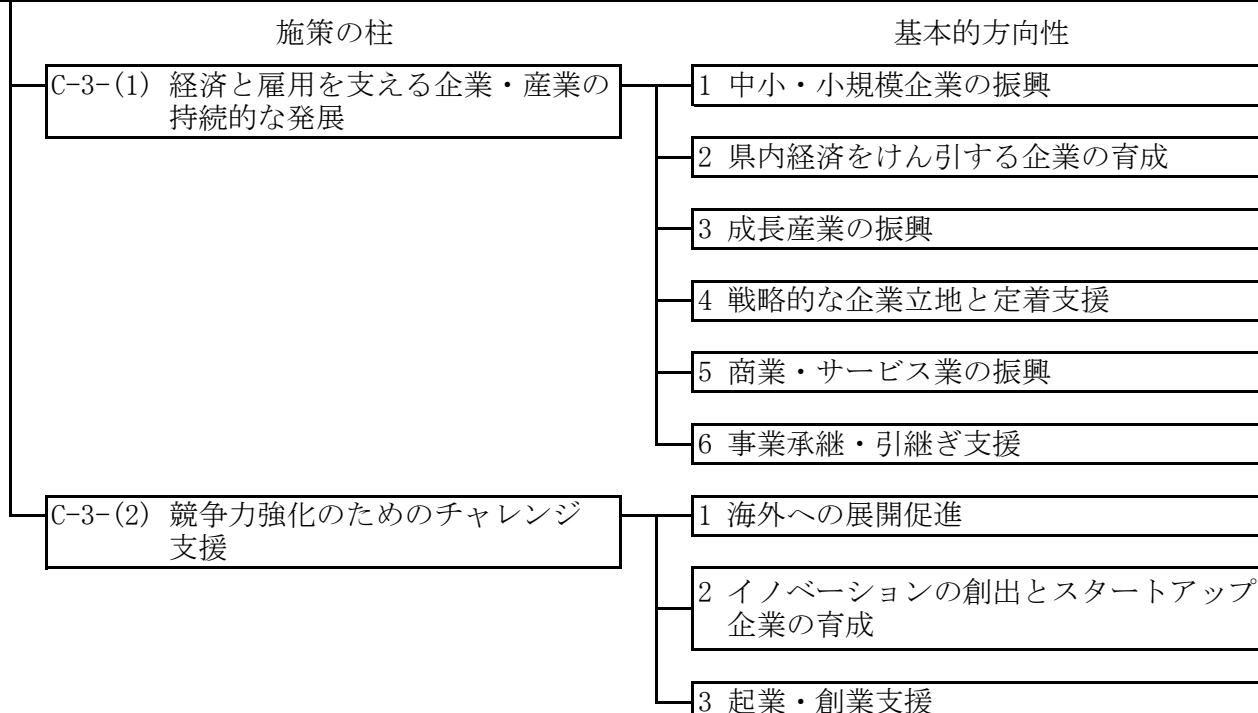 施策の柱
基本的方向性
C-3-(1) 経済と雇用を支える企業・産業の
持続的な発展
1 中小・小規模企業の振興
2 県内経済をけん引する企業の育成
3 成長産業の振興
4 戦略的な企業立地と定着支援
5 商業・サービス業の振興
6 事業承継・引継ぎ支援
C-3-(2) 競争力強化のためのチャレンジ
支援
1 海外への展開促進
2 イノベーションの創出とスタートアップ
企業の育成
3 起業・創業支援